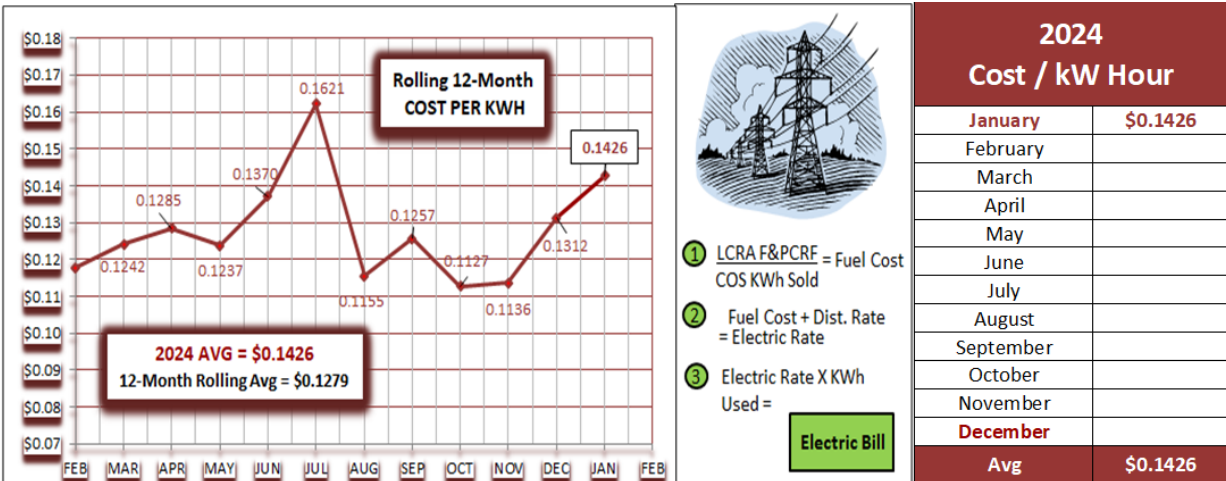 $0.18
$0.17
$0.16
$0.15
$0.14
$0.13
$0.12
$0.11
$0.10
$0.09
$0.08
$0.07
Rolling 12-Month
COST PER KWH
0.1242
0.1285
0.1237
0.1370
0.1621
0.1155
0.1257
0.1127
0.1136
0.1312
0.1426
2024 AVG = $0.1426
12-Month Rolling Avg = $0.1279
FEB MAR APR MAY JUN JUL AUG SEP OCT NOV DEC JAN FEB
1 LCRA F&PCRF = Fuel Cost
COS KWh Sold
2 Fuel Cost + Dist. Rate
= Electric Rate
3 Electric Rate X KWh
Used =
Electric Bill
2024
Cost / kW Hour
January $0.1426
February
March
April
May
June
July
August
September
October
November
December
Avg $0.1426